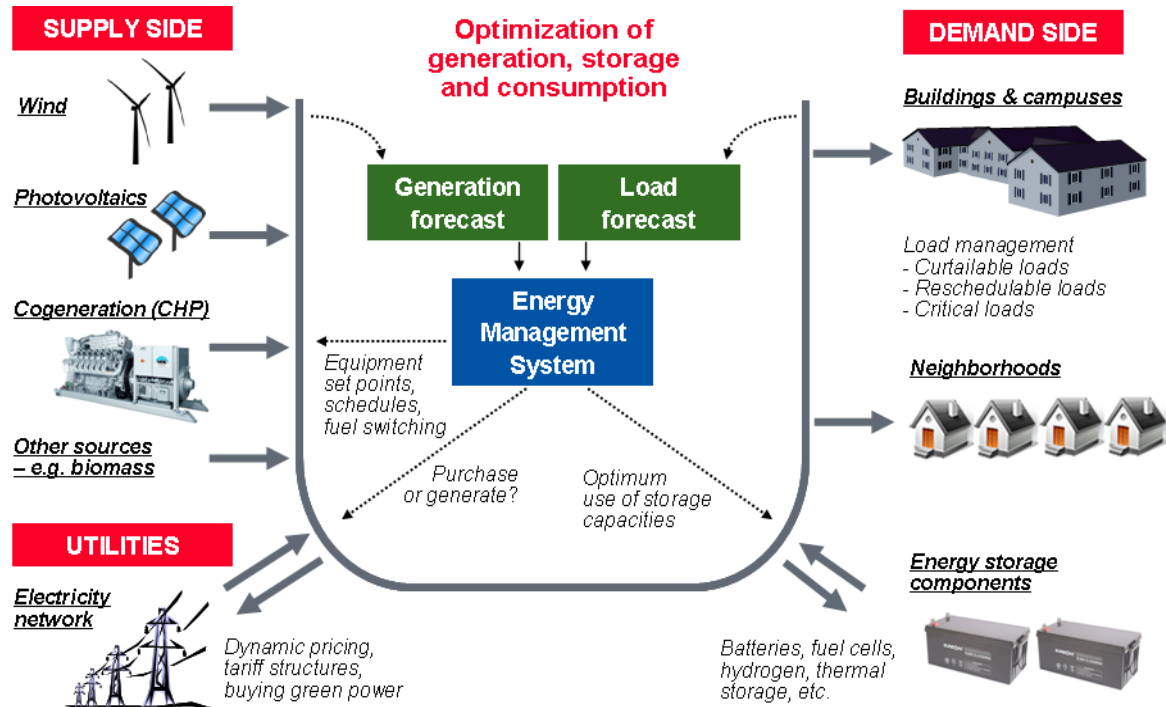 SUPPLY SIDE
Wind
Photovoltaics
Cogeneration (CHP)
Other sources
– e.g. biomass
UTILITIES
Electricity
network
Dynamic pricing,
tariff structures,
buying green power
Optimization of
generation, storage
and consumption
Generation
forecast
Load
forecast
Energy
Management
System
Equipment
set points,
schedules,
fuel switching
Purchase
or generate?
Optimum
use of storage
capacities
DEMAND SIDE
Buildings & campuses
Load management
- Curtailable loads
- Reschedulable loads
- Critical loads
Neighborhoods
Energy storage
components
Batteries, fuel cells,
hydrogen, thermal
storage, etc.